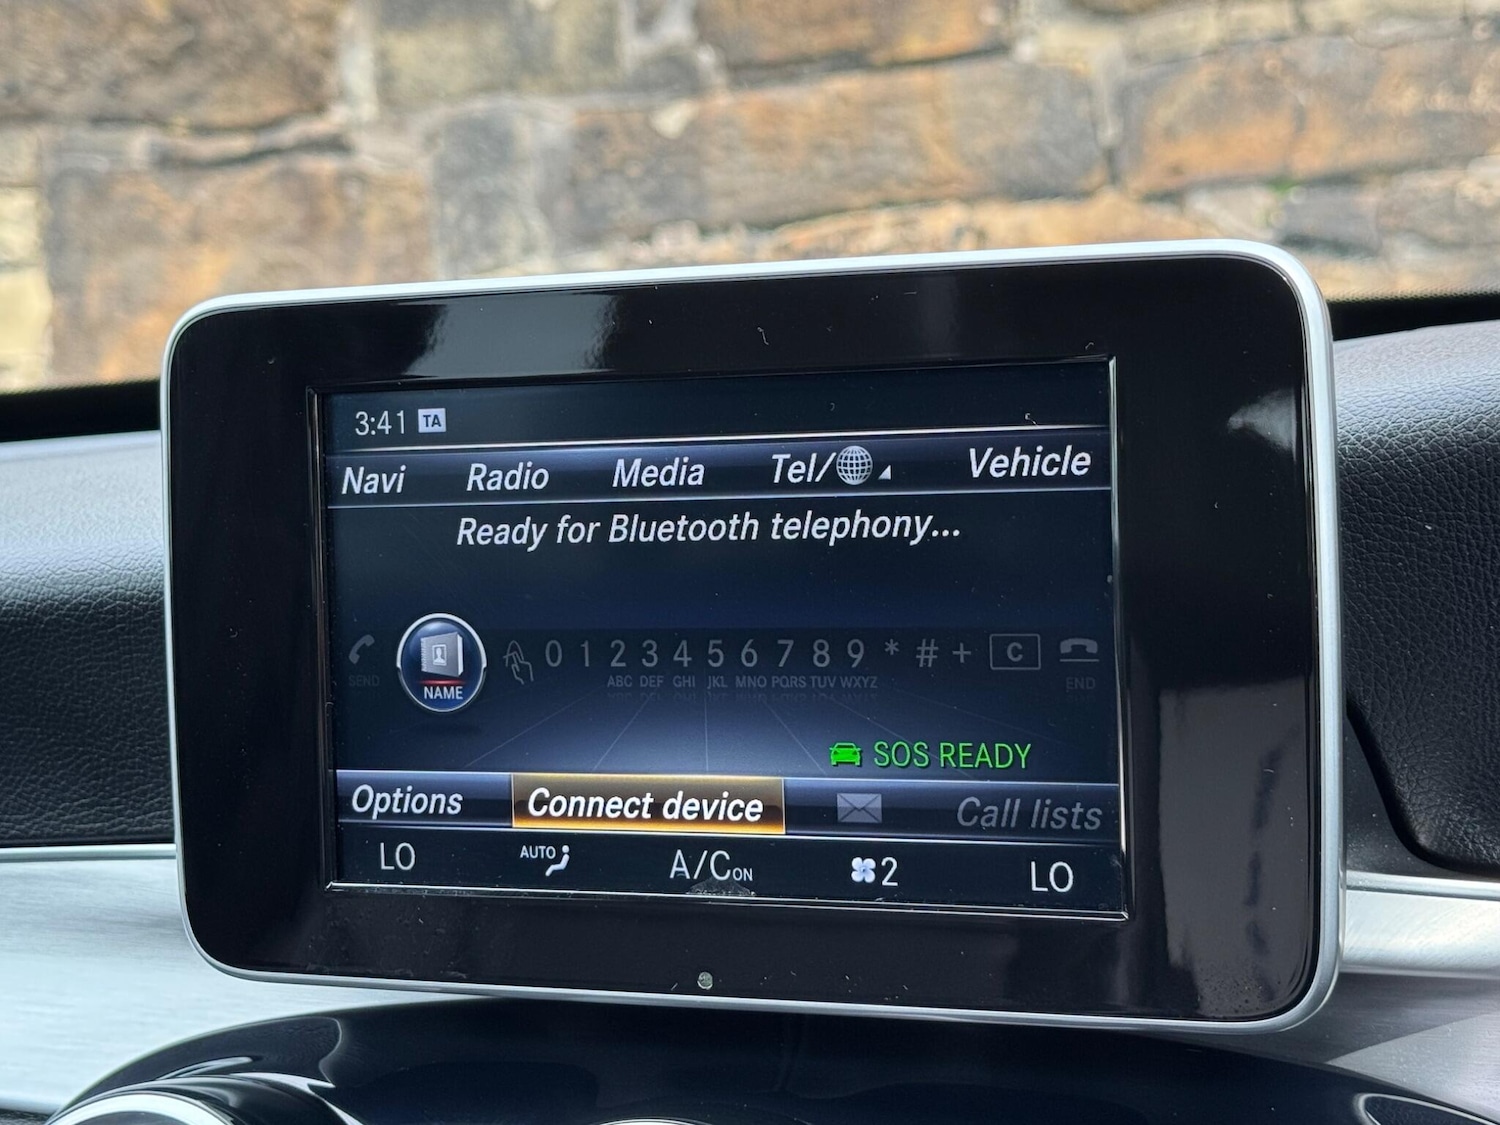 3:41 TA
Navi Radio Media Tel/ Vehicle
Ready for Bluetooth telephony...
0 1 2 3 4 5 6 7 8 9 * # + C
SEND NAME ABC DEF GHI JKL MNO PQRS TUV WXYZ END
SOS READY
Options Connect device Call lists
LO AUTO A/C ON 2 LO